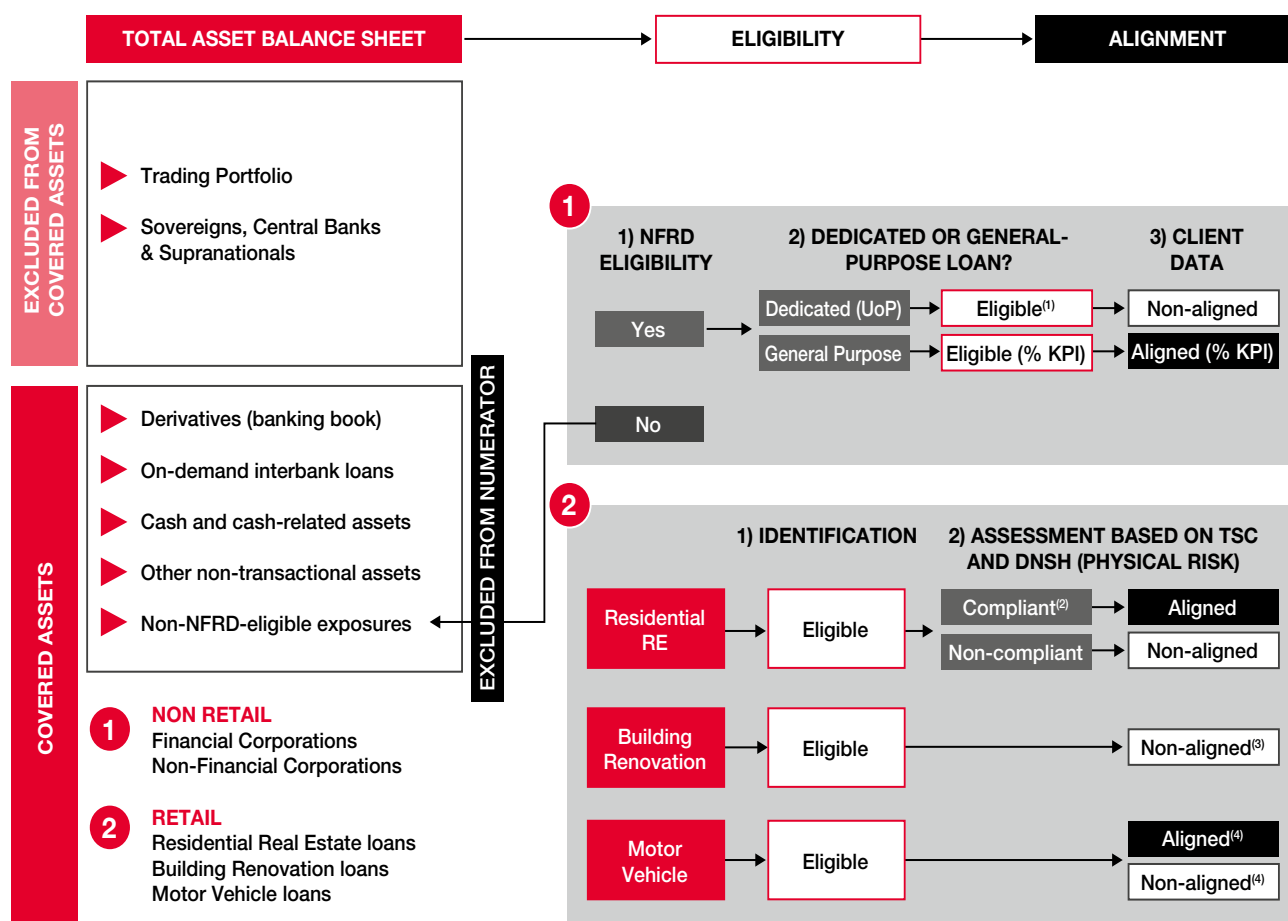 TOTAL ASSET BALANCE SHEET
ELIGIBILITY
ALIGNMENT
EXCLUDED FROM
COVERED ASSETS
Trading Portfolio
Sovereigns, Central Banks
& Supranationals
COVERED ASSETS
Derivatives (banking book)
On-demand interbank loans
Cash and cash-related assets
Other non-transactional assets
Non-NFRD-eligible exposures
EXCLUDED FROM NUMERATOR
1
NON RETAIL
Financial Corporations
Non-Financial Corporations
2
RETAIL
Residential Real Estate loans
Building Renovation loans
Motor Vehicle loans
1
1) NFRD
ELIGIBILITY
2) DEDICATED OR GENERAL-
PURPOSE LOAN?
3) CLIENT
DATA
Yes
Dedicated (UoP)
Eligible(1)
Non-aligned
General Purpose
Eligible (% KPI)
Aligned (% KPI)
No
2
1) IDENTIFICATION
2) ASSESSMENT BASED ON TSC
AND DNSH (PHYSICAL RISK)
Residential
RE
Eligible
Compliant(2)
Aligned
Non-compliant
Non-aligned
Building
Renovation
Eligible
Non-aligned(3)
Motor
Vehicle
Eligible
Aligned(4)
Non-aligned(4)